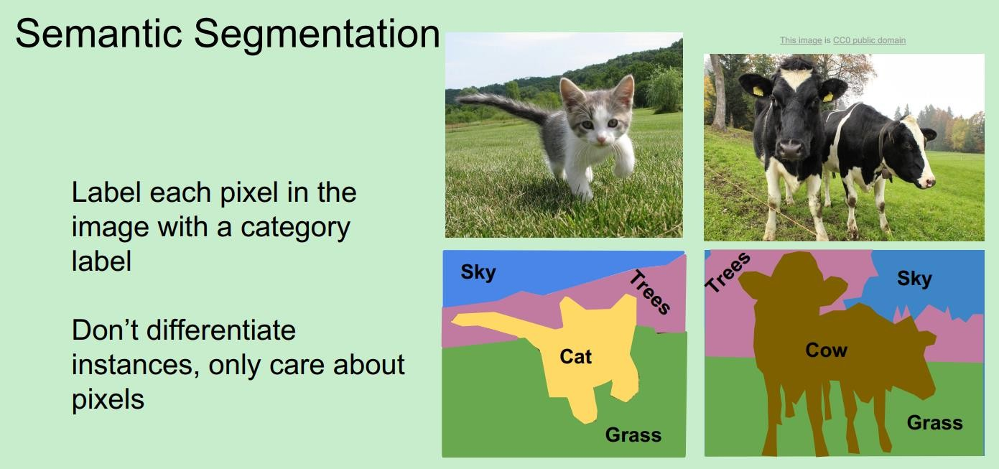 Semantic Segmentation
This image is CC0 public domain
Label each pixel in the
image with a category
label
Don’t differentiate
instances, only care about
pixels
Sky
Trees
Cat
Grass
Trees
Sky
Cow
Grass